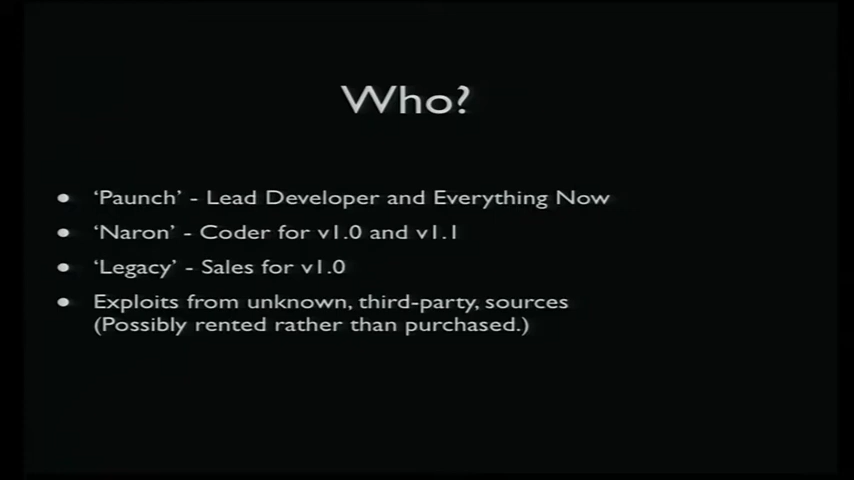 Who?
• ‘Paunch’ - Lead Developer and Everything Now
• ‘Naron’ - Coder for v1.0 and v1.1
• ‘Legacy’ - Sales for v1.0
• Exploits from unknown, third-party, sources
(Possibly rented rather than purchased.)